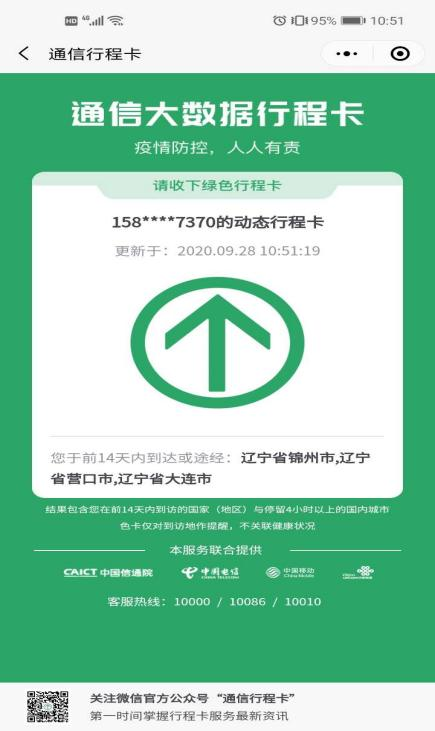 HD 4G 95% 10:51
通信行程卡
通信大数据行程卡
疫情防控，人人有责
请收下绿色行程卡
158****7370的动态行程卡
更新于：2020.09.28 10:51:19
您于前14天内到达或途经：辽宁省锦州市,辽宁
省营口市,辽宁省大连市
结果包含您在前14天内到访的国家（地区）与停留4小时以上的国内城市
色卡仅对到访地作提醒，不关联健康状况
本服务联合提供
CAICT 中国信通院 中国电信 CHINA TELECOM 中国移动 China Mobile
客服热线：10000 / 10086 / 10010
关注微信官方公众号“通信行程卡”
第一时间掌握行程卡服务最新资讯